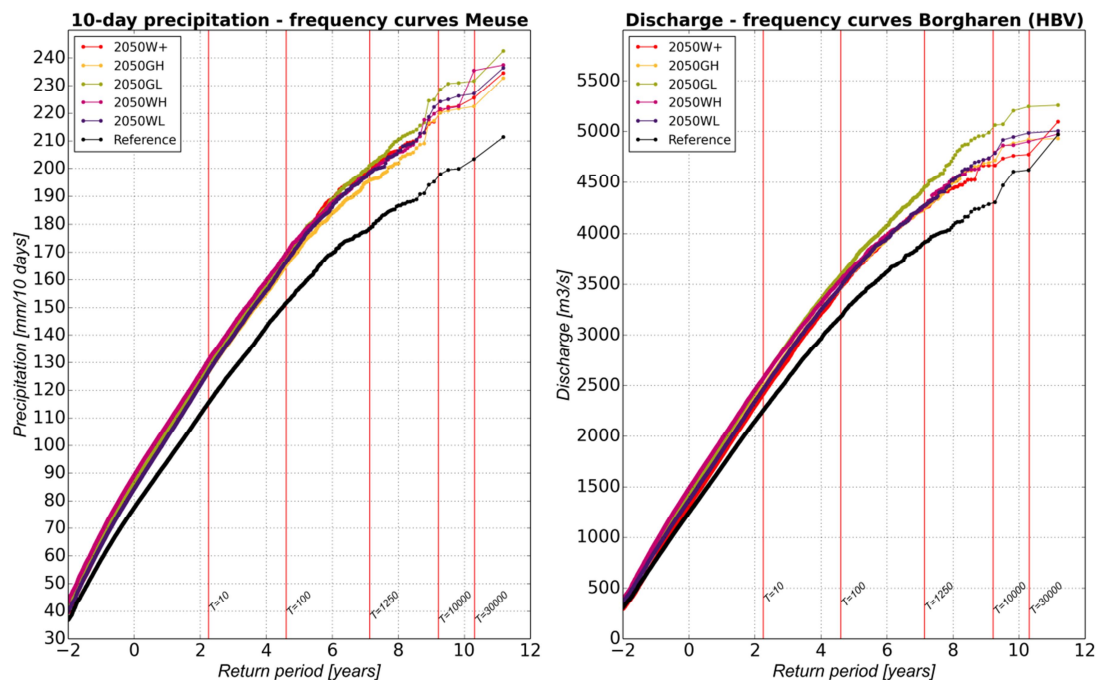 10-day precipitation - frequency curves Meuse
240
230
220
210
200
190
180
170
160
150
140
130
120
110
100
90
80
70
60
50
40
30
Precipitation [mm/10 days]
2050W+
2050GH
2050GL
2050WH
2050WL
Reference
T=10
T=100
T=1250
T=10000
T=30000
−2 0 2 4 6 8 10 12
Return period [years]
Discharge - frequency curves Borgharen (HBV)
5500
5000
4500
4000
3500
3000
2500
2000
1500
1000
500
0
Discharge [m3/s]
2050W+
2050GH
2050GL
2050WH
2050WL
Reference
T=10
T=100
T=1250
T=10000
T=30000
−2 0 2 4 6 8 10 12
Return period [years]